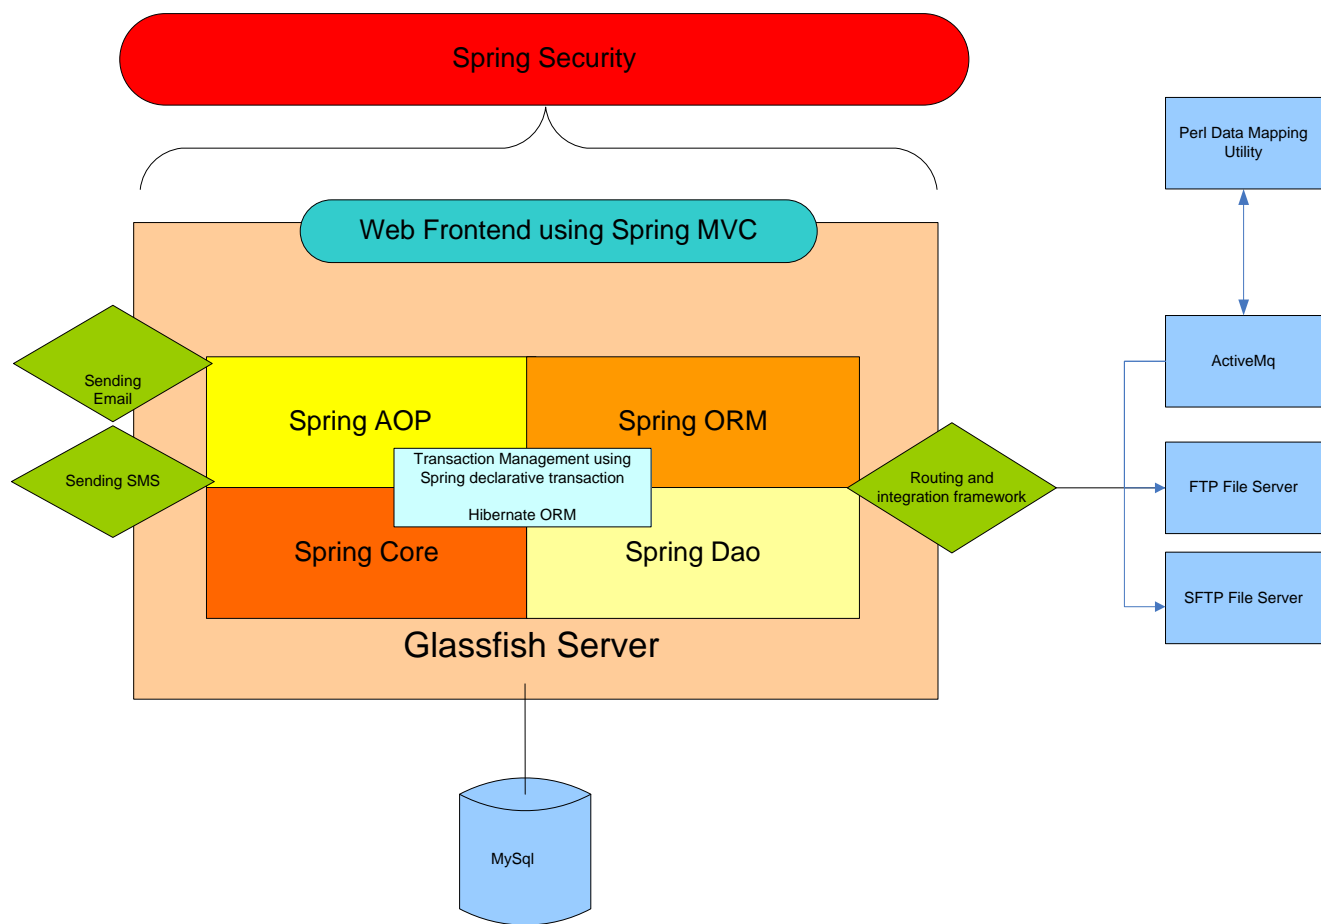 Spring Security
Perl Data Mapping
Utility
Web Frontend using Spring MVC
Sending
Email
ActiveMq
Spring AOP
Spring ORM
Transaction Management using
Spring declarative transaction
Hibernate ORM
Sending SMS
Routing and
integration framework
FTP File Server
Spring Core
Spring Dao
SFTP File Server
Glassfish Server
MySql